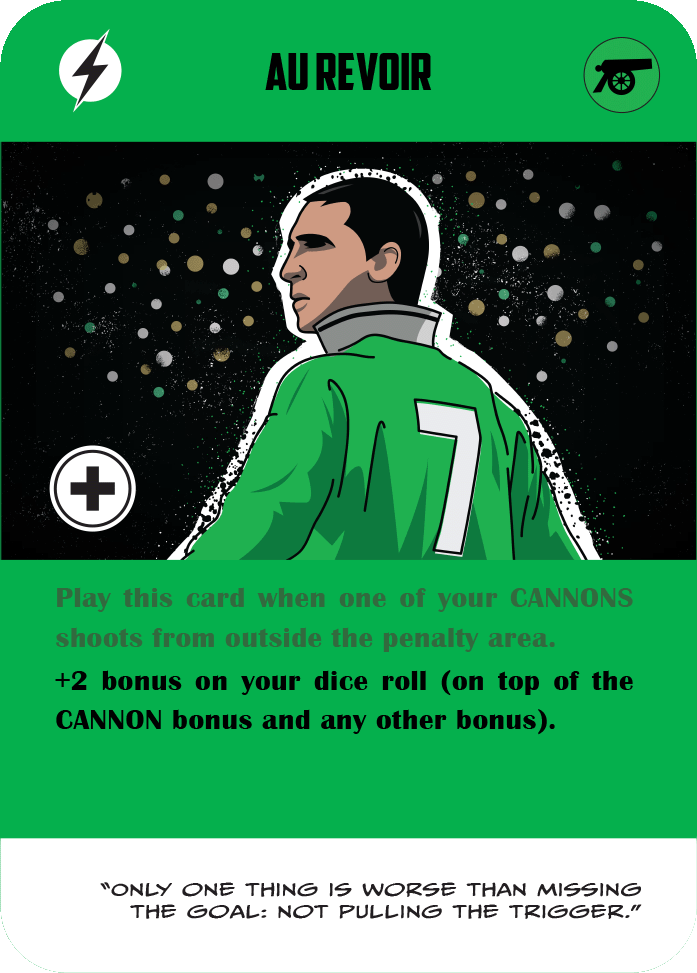 AU REVOIR
7
Play this card when one of your CANNONS
shoots from outside the penalty area.
+2 bonus on your dice roll (on top of the
CANNON bonus and any other bonus).
"ONLY ONE THING IS WORSE THAN MISSING
THE GOAL: NOT PULLING THE TRIGGER."